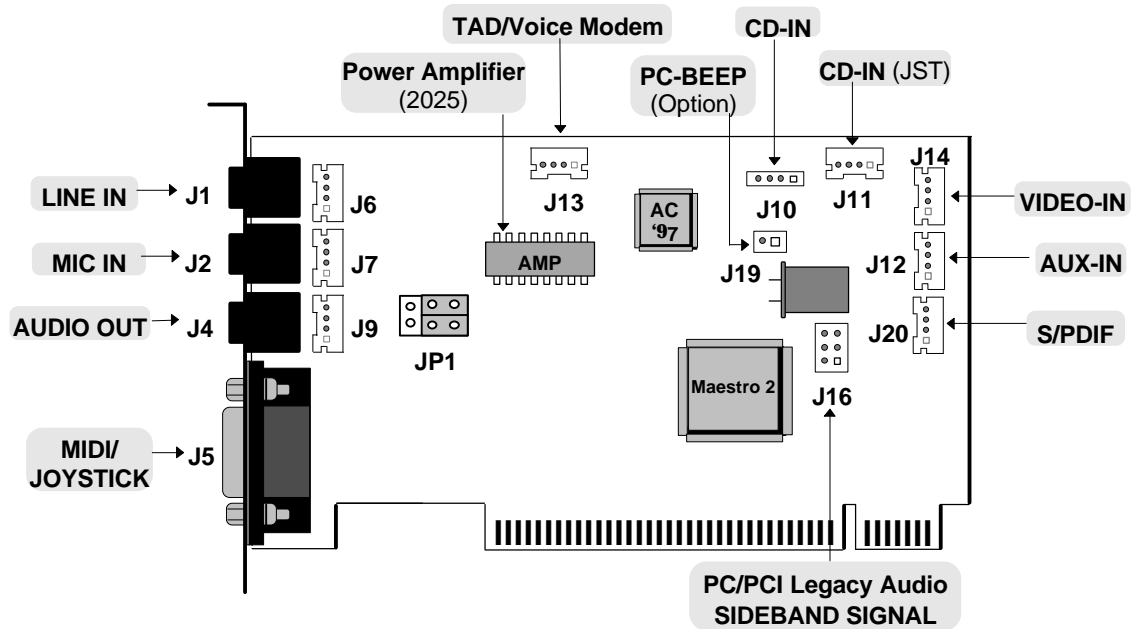 TAD/Voice Modem
CD-IN
Power Amplifier
(2025)
PC-BEEP
(Option)
CD-IN (JST)
LINE IN
J1
J6
J13
AC
'97
J10
J11
J14
VIDEO-IN
MIC IN
J2
J7
AMP
J19
J12
AUX-IN
AUDIO OUT
J4
J9
JP1
J20
S/PDIF
Maestro 2
J16
MIDI/
JOYSTICK
J5
PC/PCI Legacy Audio
SIDEBAND SIGNAL